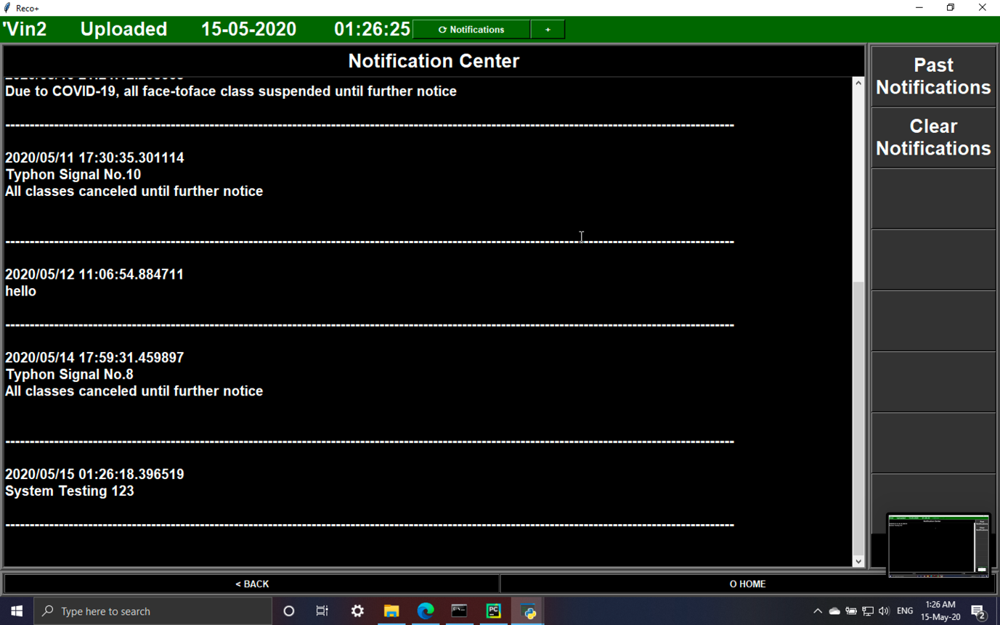 Reco+
'Vin2 Uploaded 15-05-2020 01:26:25 ⟳ Notifications +
Notification Center
Due to COVID-19, all face-toface class suspended until further notice
--------------------------------------------------------------------------------
2020/05/11 17:30:35.301114
Typhon Signal No.10
All classes canceled until further notice
--------------------------------------------------------------------------------
2020/05/12 11:06:54.884711
hello
--------------------------------------------------------------------------------
2020/05/14 17:59:31.459897
Typhon Signal No.8
All classes canceled until further notice
--------------------------------------------------------------------------------
2020/05/15 01:26:18.396519
System Testing 123
--------------------------------------------------------------------------------
Past
Notifications
Clear
Notifications
< BACK
O HOME
Type here to search
PC
ENG
1:26 AM
15-May-20
2